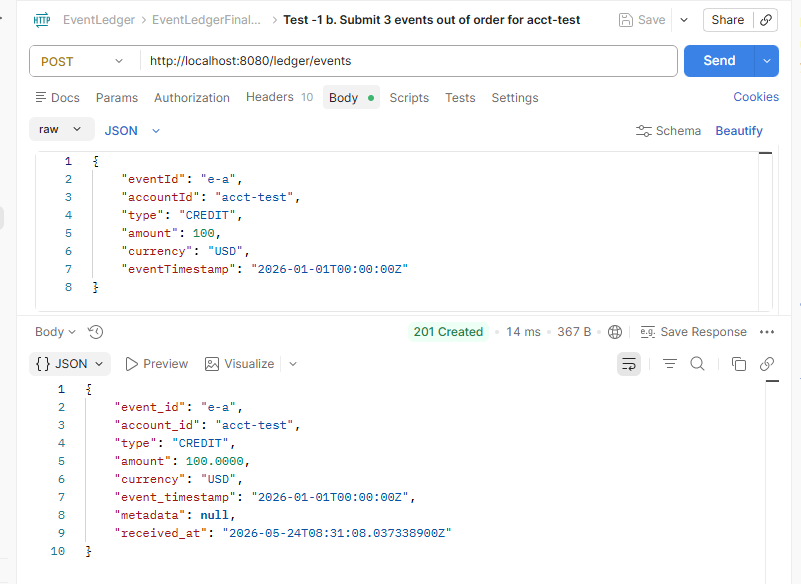 HTTP EventLedger > EventLedgerFinal... > Test -1 b. Submit 3 events out of order for acct-test Save Share
POST http://localhost:8080/ledger/events Send
Docs Params Authorization Headers 10 Body Scripts Tests Settings Cookies
raw JSON Schema Beautify
1 {
2 "eventId": "e-a",
3 "accountId": "acct-test",
4 "type": "CREDIT",
5 "amount": 100,
6 "currency": "USD",
7 "eventTimestamp": "2026-01-01T00:00:00Z"
8 }
Body 201 Created • 14 ms • 367 B • e.g. Save Response
{} JSON Preview Visualize
1 {
2 "event_id": "e-a",
3 "account_id": "acct-test",
4 "type": "CREDIT",
5 "amount": 100.0000,
6 "currency": "USD",
7 "event_timestamp": "2026-01-01T00:00:00Z",
8 "metadata": null,
9 "received_at": "2026-05-24T08:31:08.037338900Z"
10 }